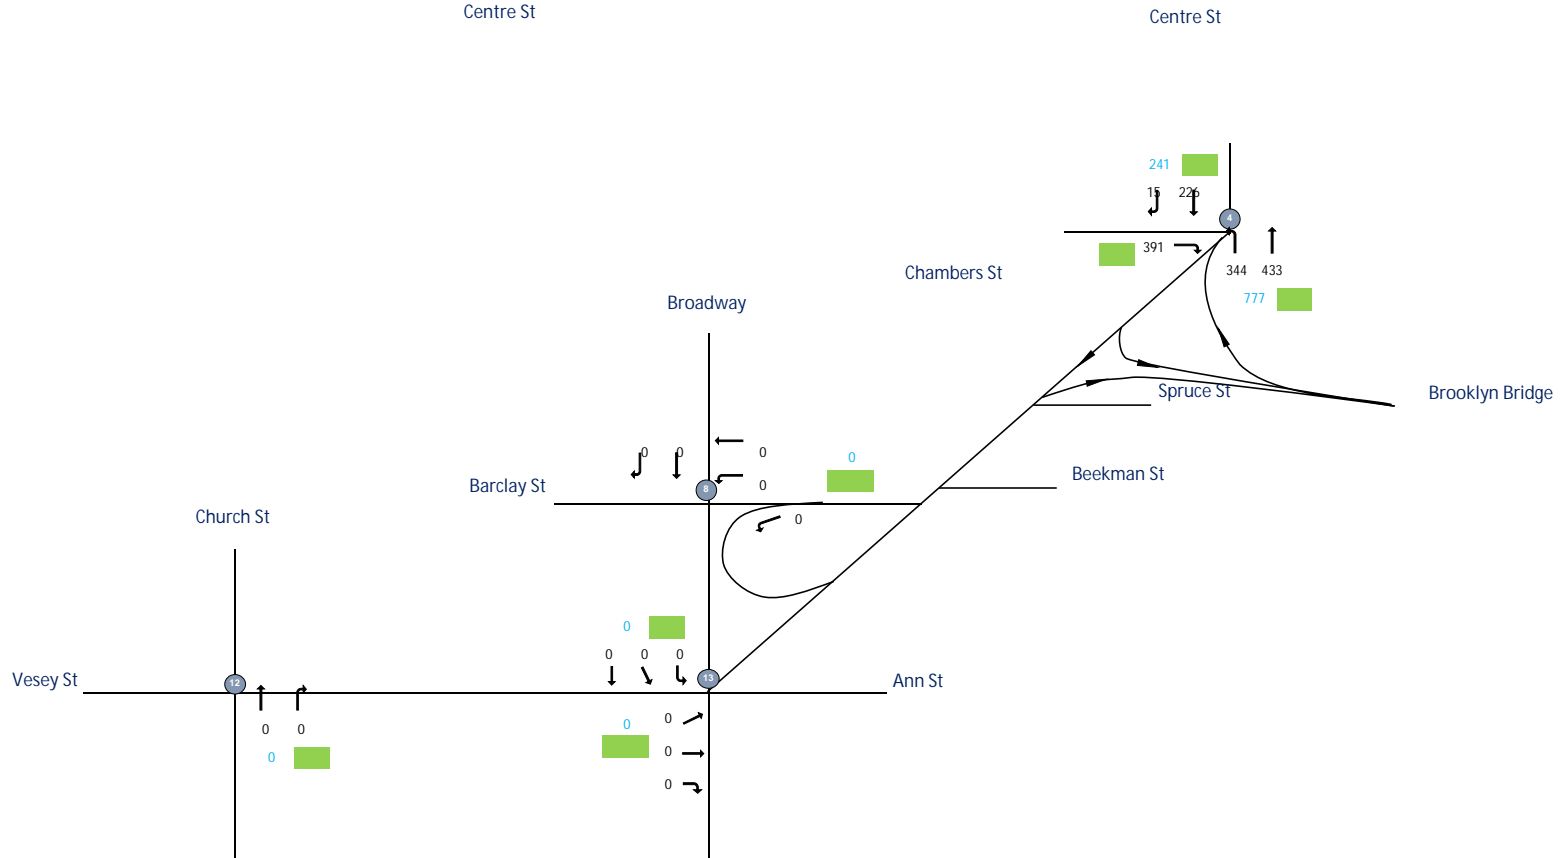 Centre St
Centre St
241
15 226
4
391
Chambers St
344 433
777
Broadway
Spruce St
Brooklyn Bridge
0 0
0
0
Beekman St
Barclay St
8
0
0
Church St
0
0
0 0 0
Vesey St
12
13
Ann St
0
0
0 0
0
0
0